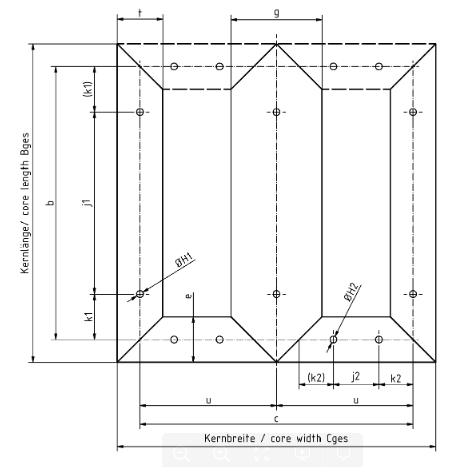 t
g
(k1)
Kernlänge/ core length Bges
b
j1
ØH1
e
ØH2
k1
(k2)
j2
k2
u
u
c
Kernbreite / core width Cges